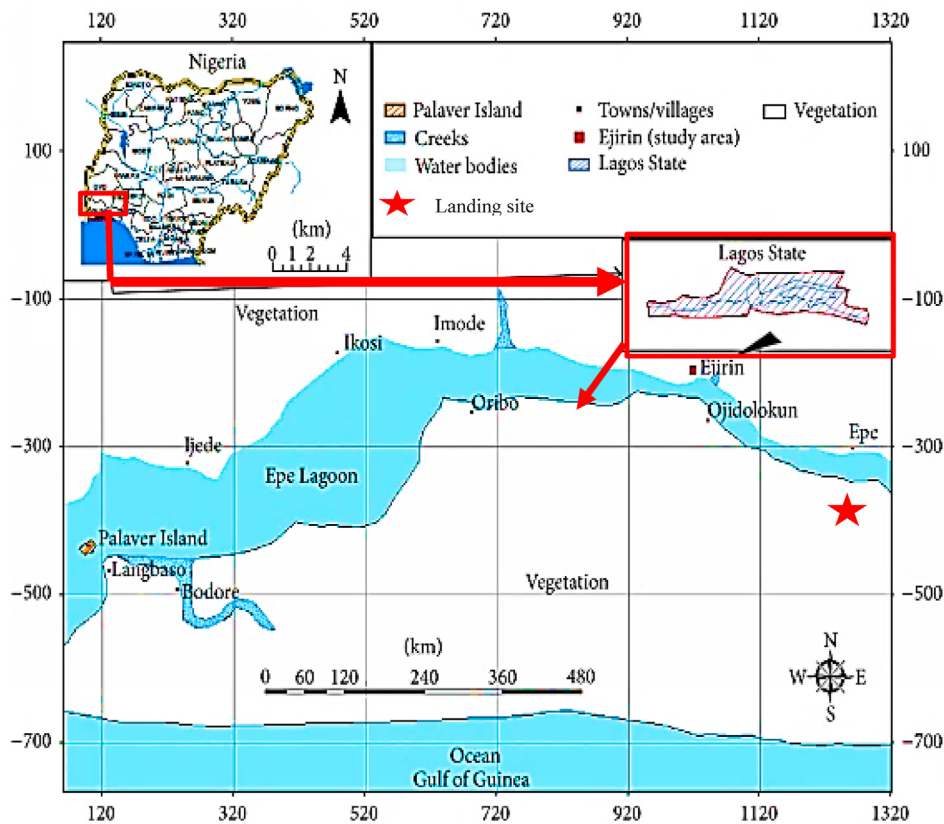 120 320 520 720 920 1120 1320
Nigeria
N
(km)
0 2 4
Palaver Island
Creeks
Water bodies
Landing site
Towns/villages
Ejirin (study area)
Lagos State
Vegetation
100
100
Lagos State
−100
−100
Vegetation
Imode
Ikosi
Ejirin
Oribo
Ojidolokun
−300
−300
Ijede
Epe
Epe Lagoon
Palaver Island
Langbaso
Bodore
Vegetation
−500
−500
(km)
0 60 120 240 360 480
N
W E
S
−700
−700
Ocean
Gulf of Guinea
120 320 520 720 920 1120 1320